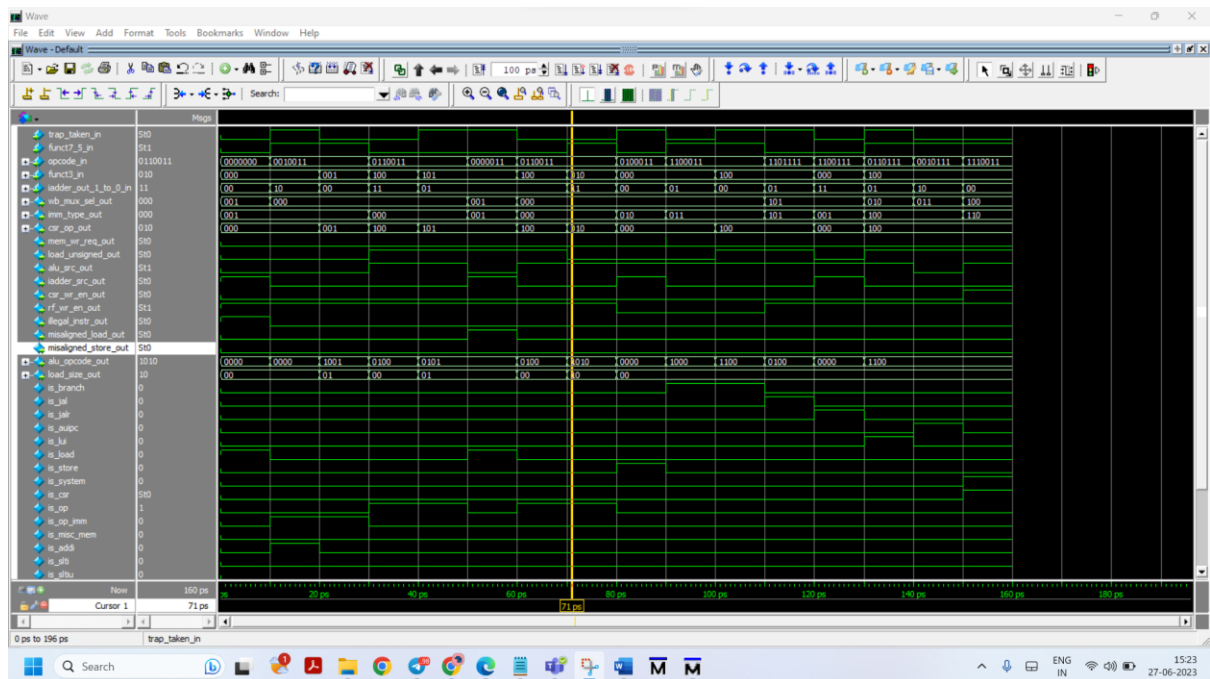 Wave
File Edit View Add Format Tools Bookmarks Window Help
Wave - Default
100 ps
Search:
Msgs
trap_taken_in St0
funct7_5_in St1
opcode_in 0110011 0000000 0010011 0110011 0000011 0110011 0100011 1100011 1101111 1100111 0110111 0010111 1110011
funct3_in 010 000 001 100 101 100 010 000 100 000 100
iadder_out_1_to_0_in 11 00 10 00 11 01 11 00 01 00 01 11 01 10 00
wb_mux_sel_out 000 001 000 001 000 101 010 011 100
imm_type_out 000 001 000 001 000 010 011 101 001 100 110
csr_op_out 010 000 001 100 101 100 010 000 100 000 100
mem_wr_req_out St0
load_unsigned_out St0
alu_src_out St1
iadder_src_out St0
csr_wr_en_out St0
rf_wr_en_out St1
illegal_instr_out St0
misaligned_load_out St0
misaligned_store_out St0
alu_opcode_out 1010 0000 0000 1001 0100 0101 0100 1010 0000 1000 1100 0100 0000 1100
load_size_out 10 00 01 00 01 00 10 00
is_branch 0
is_jal 0
is_jalr 0
is_auipc 0
is_lui 0
is_load 0
is_store 0
is_system 0
is_csr St0
is_op 1
is_op_imm 0
is_misc_mem 0
is_addi 0
is_slti 0
is_sltiu 0
Now 160 ps ps 20 ps 40 ps 60 ps 80 ps 100 ps 120 ps 140 ps 160 ps 180 ps
Cursor 1 71 ps 71 ps
0 ps to 196 ps trap_taken_in
Search ENG 15:23
IN 27-06-2023